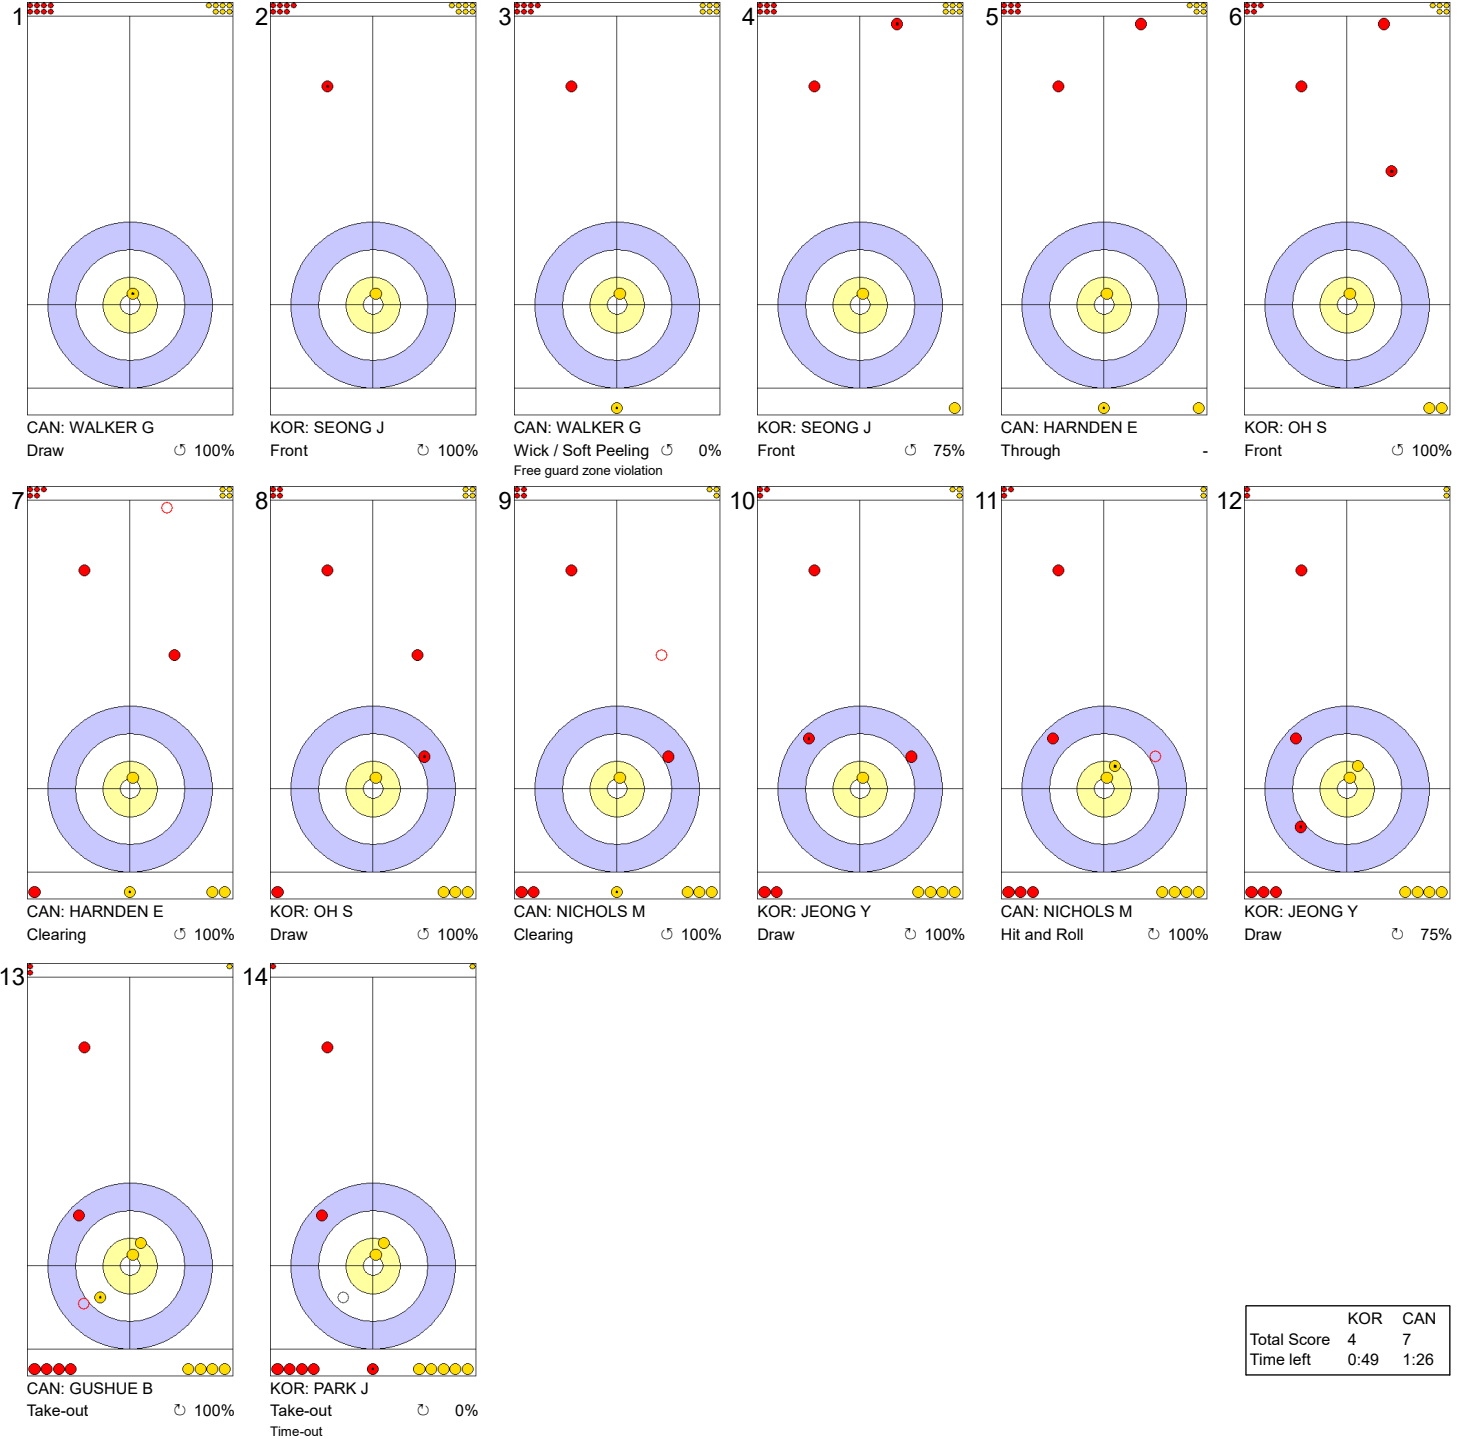 1
2
3
4
5
6
CAN: WALKER G
Draw ↺ 100%
KOR: SEONG J
Front ↻ 100%
CAN: WALKER G
Wick / Soft Peeling ↺ 0%
Free guard zone violation
KOR: SEONG J
Front ↺ 75%
CAN: HARNDEN E
Through -
KOR: OH S
Front ↺ 100%
7
8
9
10
11
12
CAN: HARNDEN E
Clearing ↺ 100%
KOR: OH S
Draw ↺ 100%
CAN: NICHOLS M
Clearing ↺ 100%
KOR: JEONG Y
Draw ↻ 100%
CAN: NICHOLS M
Hit and Roll ↻ 100%
KOR: JEONG Y
Draw ↻ 75%
13
14
CAN: GUSHUE B
Take-out ↻ 100%
KOR: PARK J
Take-out ↻ 0%
Time-out
KOR CAN
Total Score 4 7
Time left 0:49 1:26